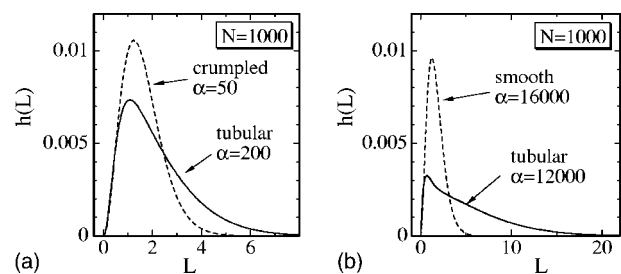 N=1000
0.01
crumpled
α=50
h(L)
0.005
tubular
α=200
0
0 2 4 6
(a)
L
N=1000
0.01
smooth
α=16000
h(L)
0.005
tubular
α=12000
0
0 10 20
(b)
L